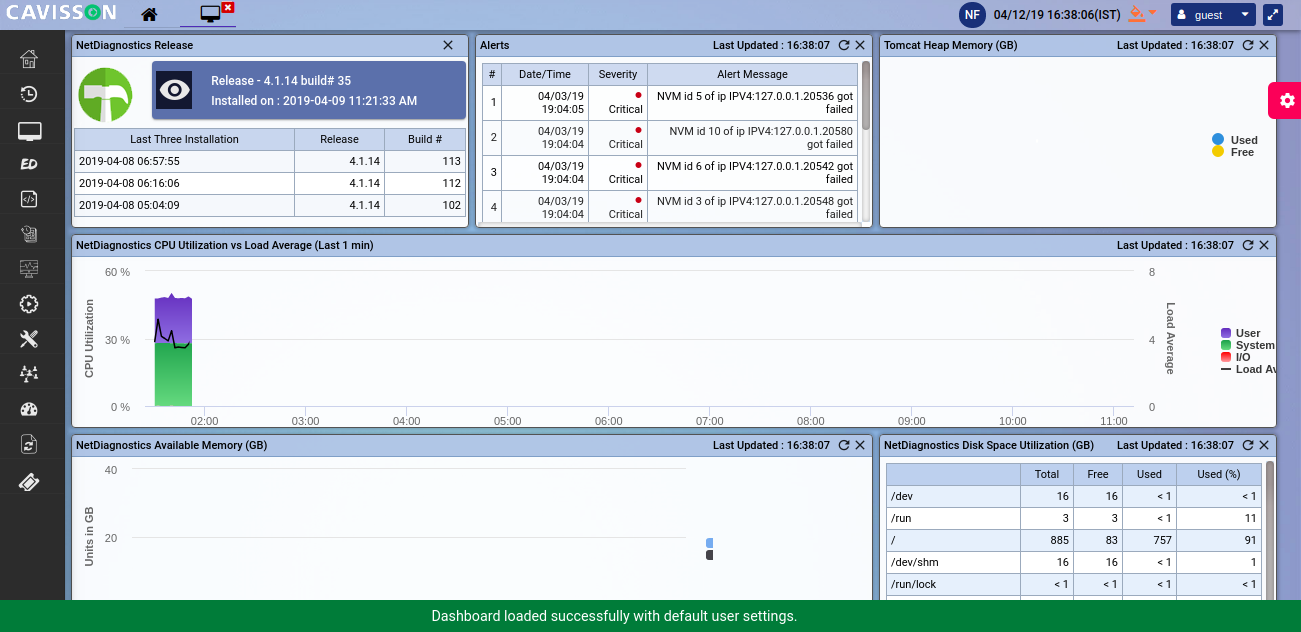 CAVISSON
NF 04/12/19 16:38:06(IST) guest
NetDiagnostics Release
Release - 4.1.14 build# 35
Installed on : 2019-04-09 11:21:33 AM
Last Three Installation Release Build #
2019-04-08 06:57:55 4.1.14 113
2019-04-08 06:16:06 4.1.14 112
2019-04-08 05:04:09 4.1.14 102
Alerts Last Updated : 16:38:07
# Date/Time Severity Alert Message
1 04/03/19 19:04:05 Critical NVM id 5 of ip IPV4:127.0.0.1.20536 got failed
2 04/03/19 19:04:04 Critical NVM id 10 of ip IPV4:127.0.0.1.20580 got failed
3 04/03/19 19:04:04 Critical NVM id 6 of ip IPV4:127.0.0.1.20542 got failed
4 04/03/19 19:04:04 Critical NVM id 3 of ip IPV4:127.0.0.1.20548 got failed
Tomcat Heap Memory (GB) Last Updated : 16:38:07
Used
Free
ED
NetDiagnostics CPU Utilization vs Load Average (Last 1 min) Last Updated : 16:38:07
60 %
30 %
0 %
CPU Utilization
8
4
0
Load Average
User
System
I/O
Load Av
02:00 03:00 04:00 05:00 06:00 07:00 08:00 09:00 10:00 11:00
NetDiagnostics Available Memory (GB) Last Updated : 16:38:07
40
20
Units in GB
NetDiagnostics Disk Space Utilization (GB) Last Updated : 16:38:07
Total Free Used Used (%)
/dev 16 16 < 1 < 1
/run 3 3 < 1 11
/ 885 83 757 91
/dev/shm 16 16 < 1 1
/run/lock < 1 < 1 < 1 < 1
Dashboard loaded successfully with default user settings.